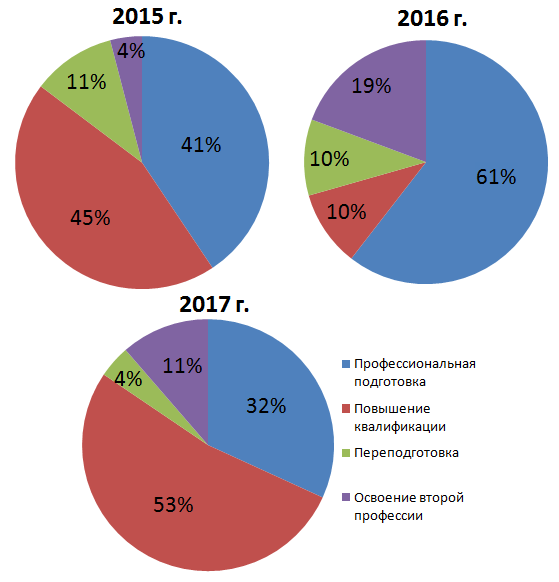 2015 г.
4%
11%
41%
45%
2016 г.
19%
10%
61%
10%
2017 г.
11%
4%
32%
53%
Профессиональная
подготовка
Повышение
квалификации
Переподготовка
Освоение второй
профессии